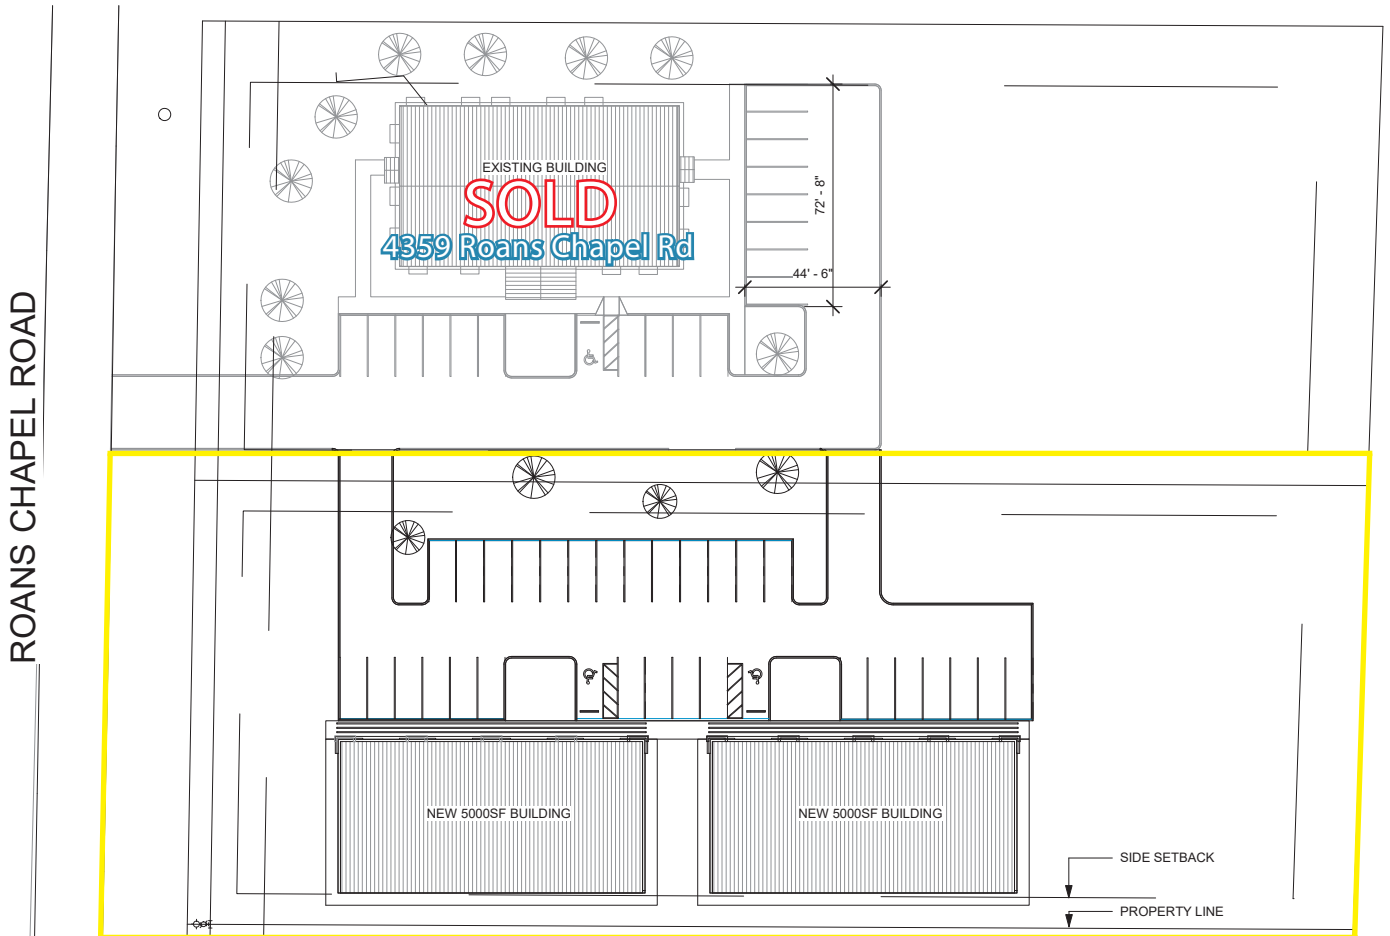 ROANS CHAPEL ROAD
EXISTING BUILDING
SOLD
4359 Roans Chapel Rd
72' - 8"
44' - 6"
NEW 5000SF BUILDING
NEW 5000SF BUILDING
SIDE SETBACK
PROPERTY LINE